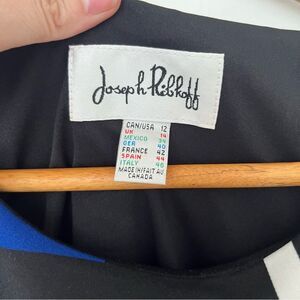 Joseph Ribkoff
CAN/USA 12
UK 14
MEXICO 34
GER 40
FRANCE 42
SPAIN 44
ITALY 46
MADE IN/FAIT AU
CANADA